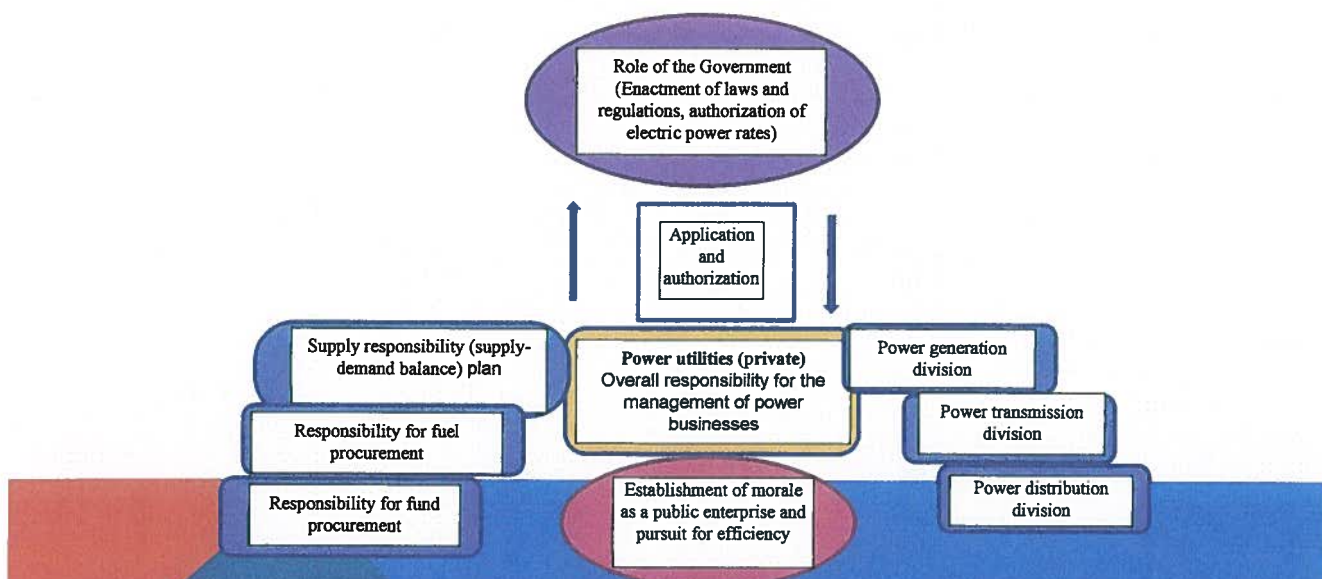 Role of the Government
(Enactment of laws and
regulations, authorization of
electric power rates)
Application
and
authorization
Supply responsibility (supply-
demand balance) plan
Responsibility for fuel
procurement
Responsibility for fund
procurement
Power utilities (private)
Overall responsibility for the
management of power
businesses
Establishment of morale
as a public enterprise and
pursuit for efficiency
Power generation
division
Power transmission
division
Power distribution
division